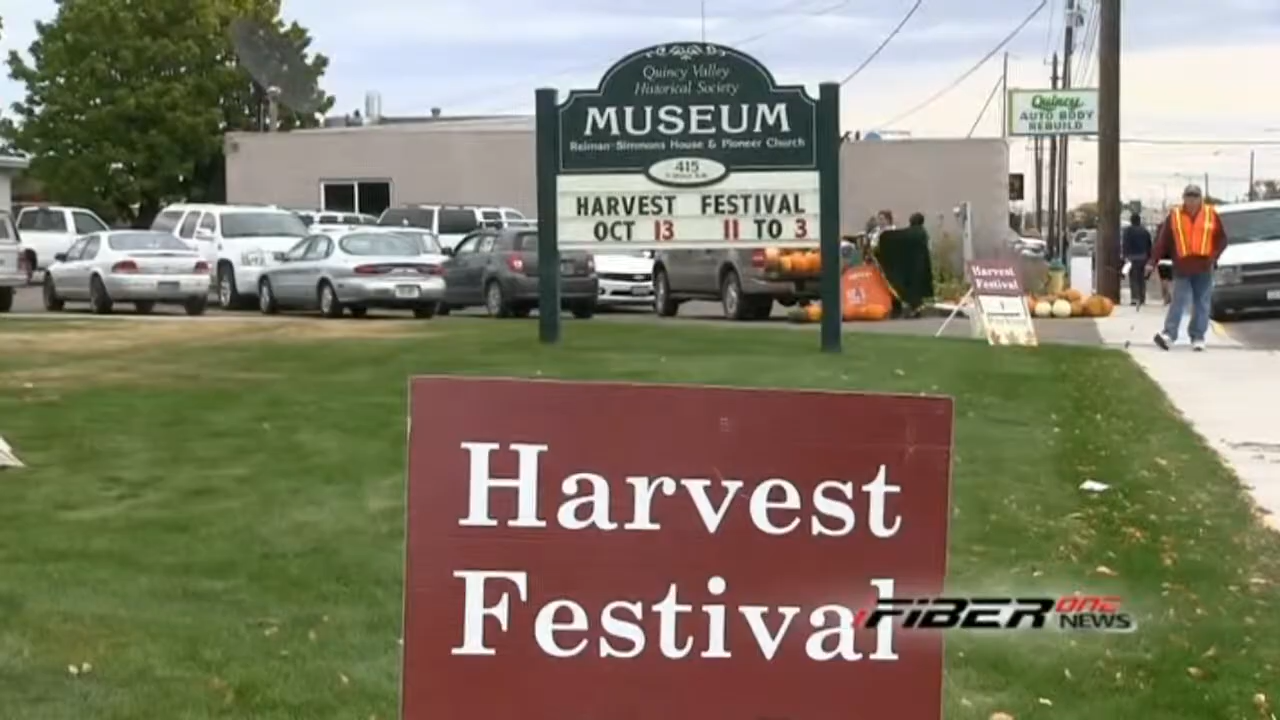 Quincy Valley
Historical Society
MUSEUM
Reiman-Simmons House & Pioneer Church
415
HARVEST FESTIVAL
OCT 13 11 TO 3
Quincy
AUTO BODY
REBUILD
Harvest
Festival
Harvest
Festival
iFIBER ONE
NEWS